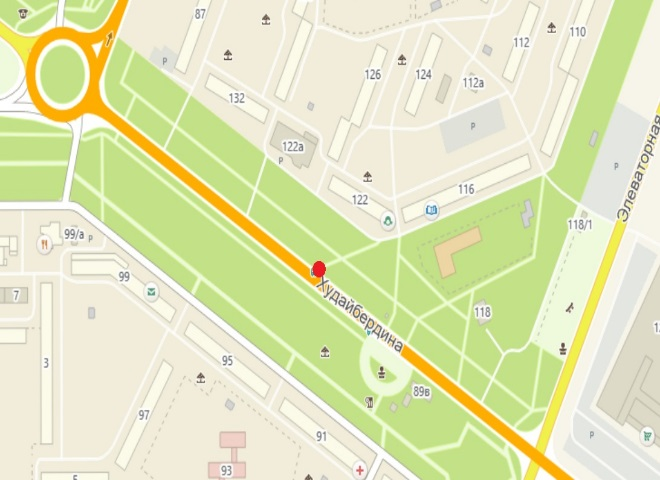 87
112
110
126
124
112а
132
122а
P
P
P
P
122
116
Элеваторная
118/1
99/а
P
99
7
Худайбердина
118
3
95
89в
97
91
93
5
P